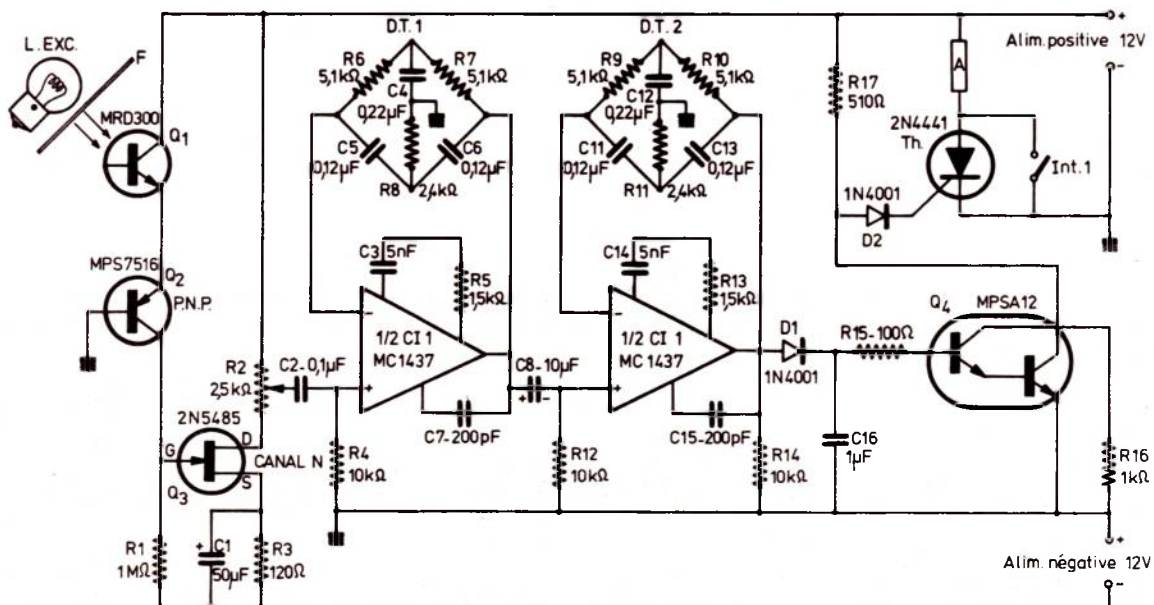 L.EXC.
F
MRD300
Q1
MPS7516
Q2
P.N.P.
R2
2,5kΩ
2N5485
D
G
CANAL N
S
Q3
R1
1MΩ
+
C1
50µF
R3
120Ω
C2-0,1µF
R4
10kΩ
D.T.1
R6
5,1kΩ
R7
5,1kΩ
C4
0,22µF
C5
0,12µF
C6
0,12µF
R8
2,4kΩ
C3
5nF
R5
1,5kΩ
−
1/2 CI 1
MC1437
+
C7-200pF
C8-10µF
+ −
R12
10kΩ
D.T.2
R9
5,1kΩ
R10
5,1kΩ
C12
0,22µF
C11
0,12µF
C13
0,12µF
R11
2,4kΩ
C14
5nF
R13
1,5kΩ
−
1/2 CI 1
MC1437
+
C15-200pF
R14
10kΩ
D1
1N4001
R15-100Ω
C16
1µF
Q4
MPSA12
R16
1kΩ
R17
510Ω
1N4001
D2
2N4441
Th.
A
Int.1
+
Alim.positive 12V
−
+
Alim. négative 12V
−